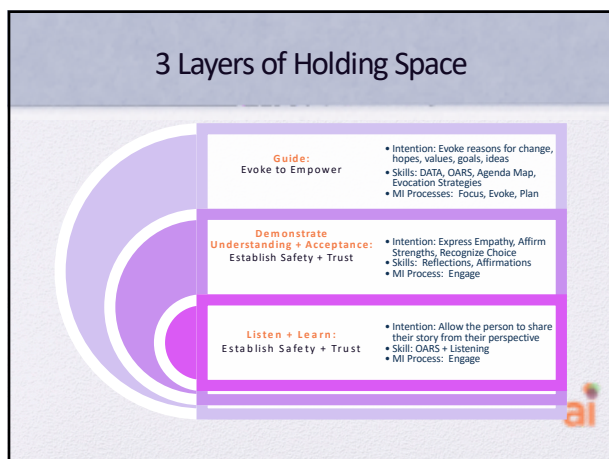 3 Layers of Holding Space
Guide:
Evoke to Empower
• Intention: Evoke reasons for change,
hopes, values, goals, ideas
• Skills: DATA, OARS, Agenda Map,
Evocation Strategies
• MI Processes: Focus, Evoke, Plan
Demonstrate
Understanding + Acceptance:
Establish Safety + Trust
• Intention: Express Empathy, Affirm
Strengths, Recognize Choice
• Skills: Reflections, Affirmations
• MI Process: Engage
Listen + Learn:
Establish Safety + Trust
• Intention: Allow the person to share
their story from their perspective
• Skill: OARS + Listening
• MI Process: Engage
ai